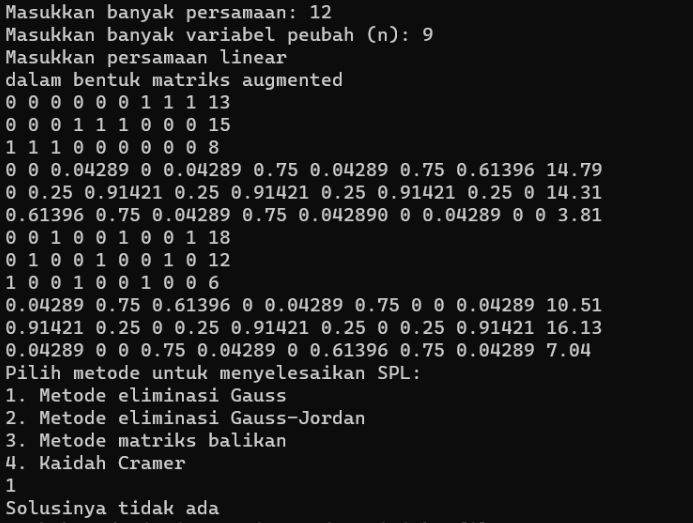 Masukkan banyak persamaan: 12
Masukkan banyak variabel peubah (n): 9
Masukkan persamaan linear
dalam bentuk matriks augmented
0 0 0 0 0 0 1 1 1 13
0 0 0 1 1 1 0 0 0 15
1 1 1 0 0 0 0 0 0 8
0 0 0.04289 0 0.04289 0.75 0.04289 0.75 0.61396 14.79
0 0.25 0.91421 0.25 0.91421 0.25 0.91421 0.25 0 14.31
0.61396 0.75 0.04289 0.75 0.042890 0 0.04289 0 0 3.81
0 0 1 0 0 1 0 0 1 18
0 1 0 0 1 0 0 1 0 12
1 0 0 1 0 0 1 0 0 6
0.04289 0.75 0.61396 0 0.04289 0.75 0 0 0.04289 10.51
0.91421 0.25 0 0.25 0.91421 0.25 0 0.25 0.91421 16.13
0.04289 0 0 0.75 0.04289 0 0.61396 0.75 0.04289 7.04
Pilih metode untuk menyelesaikan SPL:
1. Metode eliminasi Gauss
2. Metode eliminasi Gauss-Jordan
3. Metode matriks balikan
4. Kaidah Cramer
1
Solusinya tidak ada